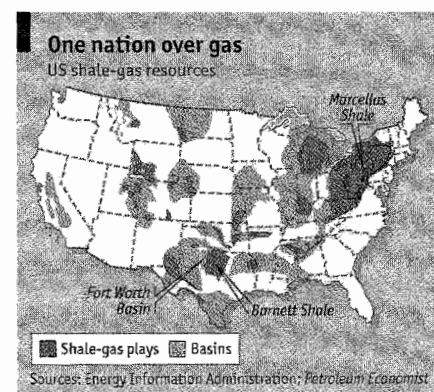 One nation over gas
US shale-gas resources
Marcellus
Shale
Fort Worth
Basin
Barnett Shale
Shale-gas plays
Basins
Sources: Energy Information Administration; Petroleum Economist